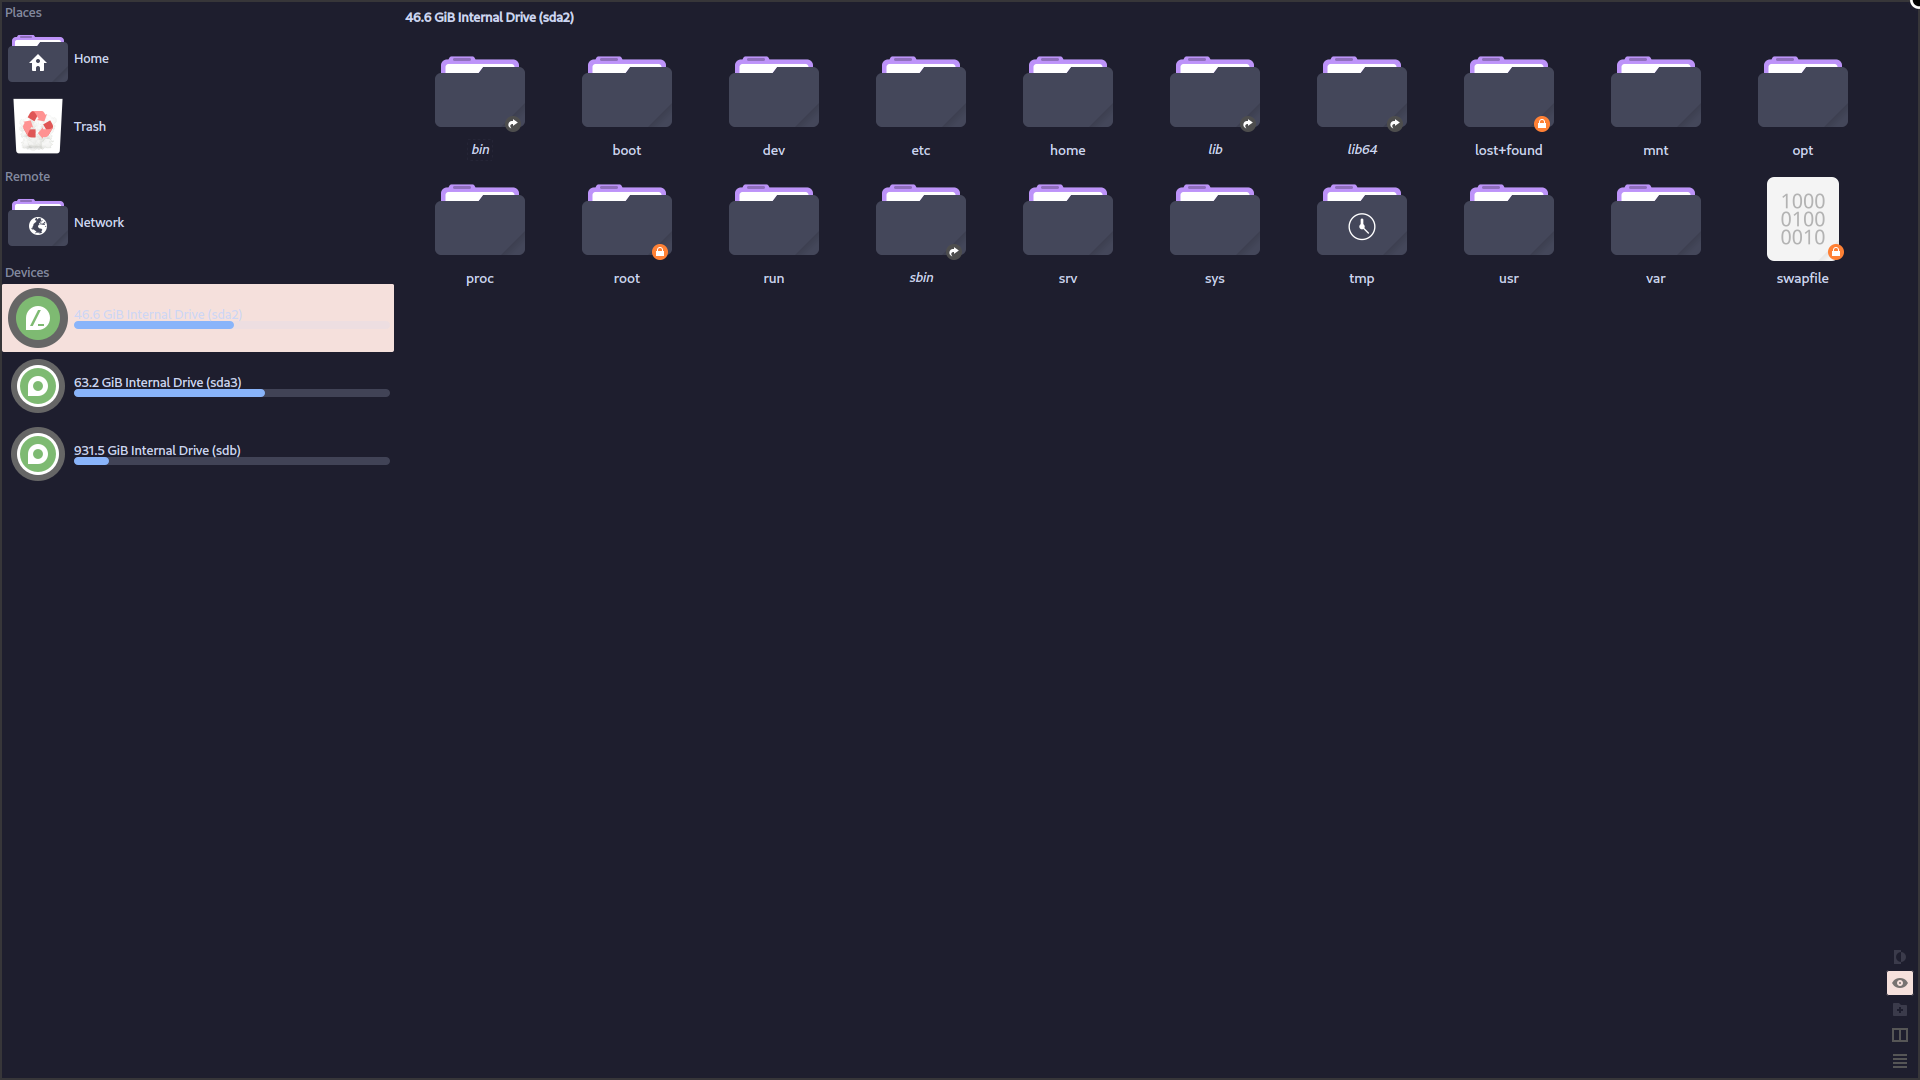 Places
Home
Trash
Remote
Network
Devices
46.6 GiB Internal Drive (sda2)
63.2 GiB Internal Drive (sda3)
931.5 GiB Internal Drive (sdb)
46.6 GiB Internal Drive (sda2)
bin boot dev etc home lib lib64 lost+found mnt opt
1000
0100
0010
proc root run sbin srv sys tmp usr var swapfile